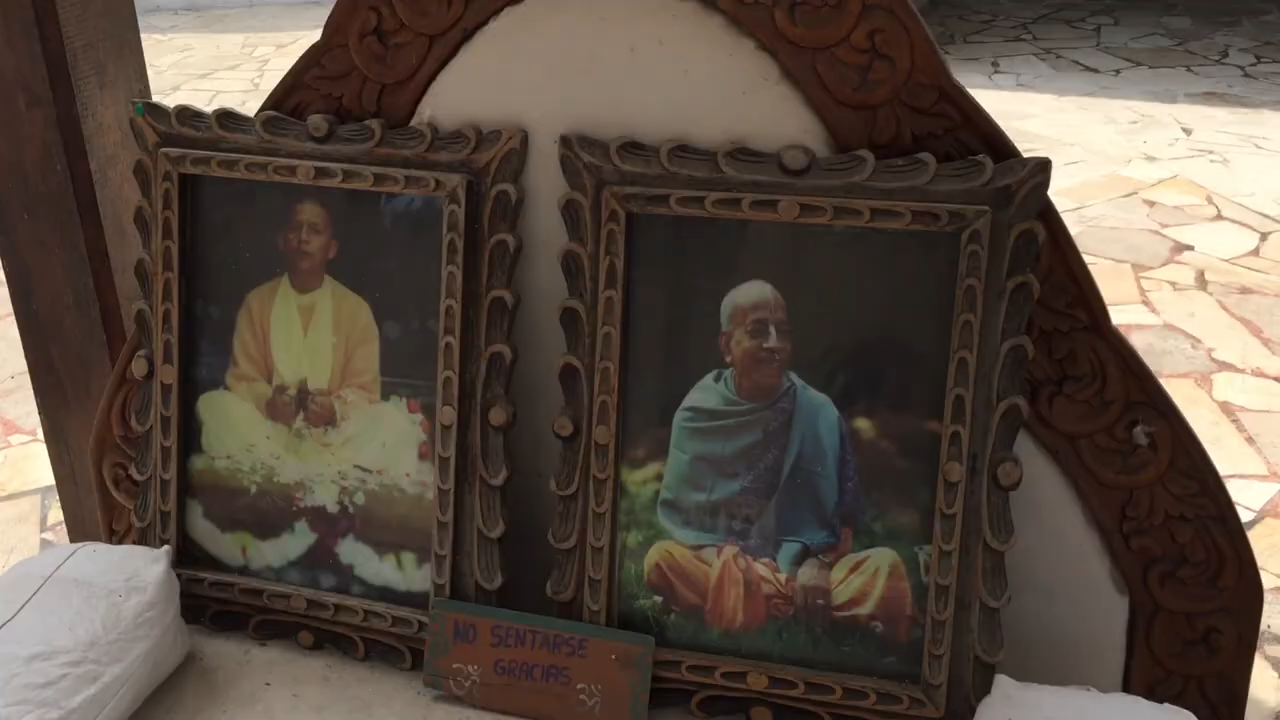 NO SENTARSE
GRACIAS
ॐ ॐ